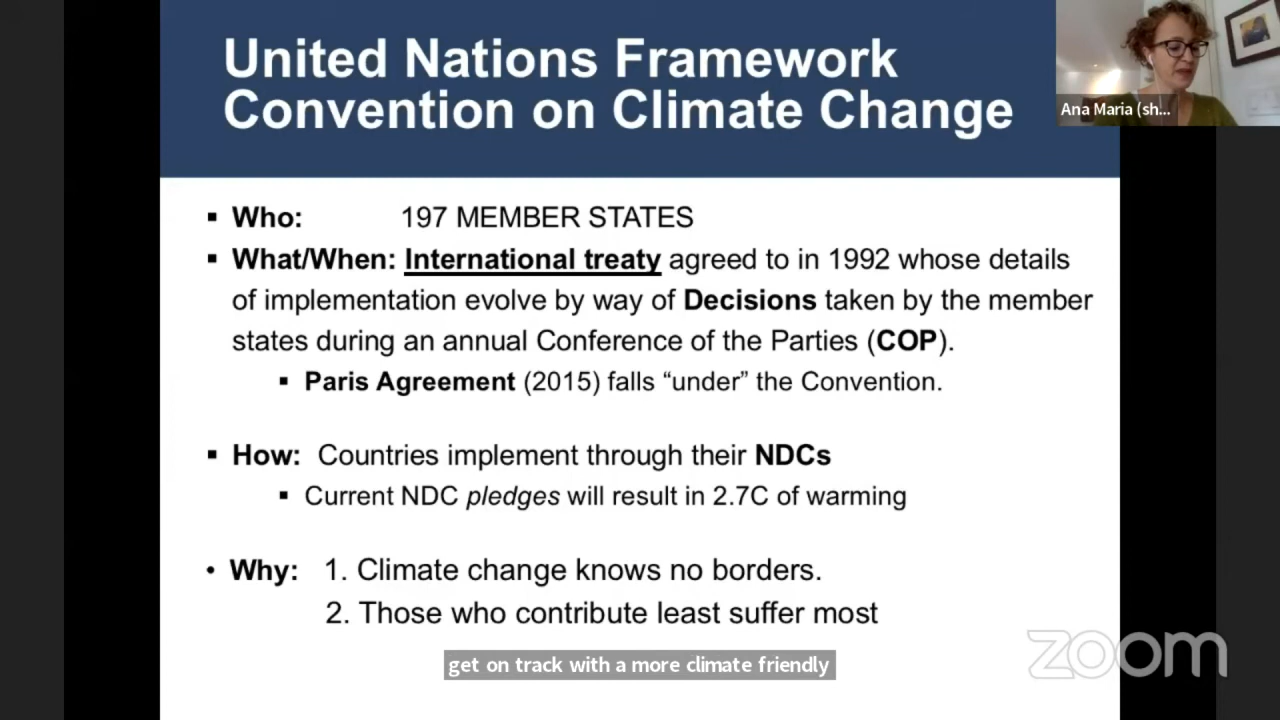 United Nations Framework
Convention on Climate Change
Ana Maria (sh...
▪ Who: 197 MEMBER STATES
▪ What/When: International treaty agreed to in 1992 whose details
of implementation evolve by way of Decisions taken by the member
states during an annual Conference of the Parties (COP).
▪ Paris Agreement (2015) falls “under” the Convention.
▪ How: Countries implement through their NDCs
▪ Current NDC pledges will result in 2.7C of warming
• Why: 1. Climate change knows no borders.
2. Those who contribute least suffer most
get on track with a more climate friendly
zoom